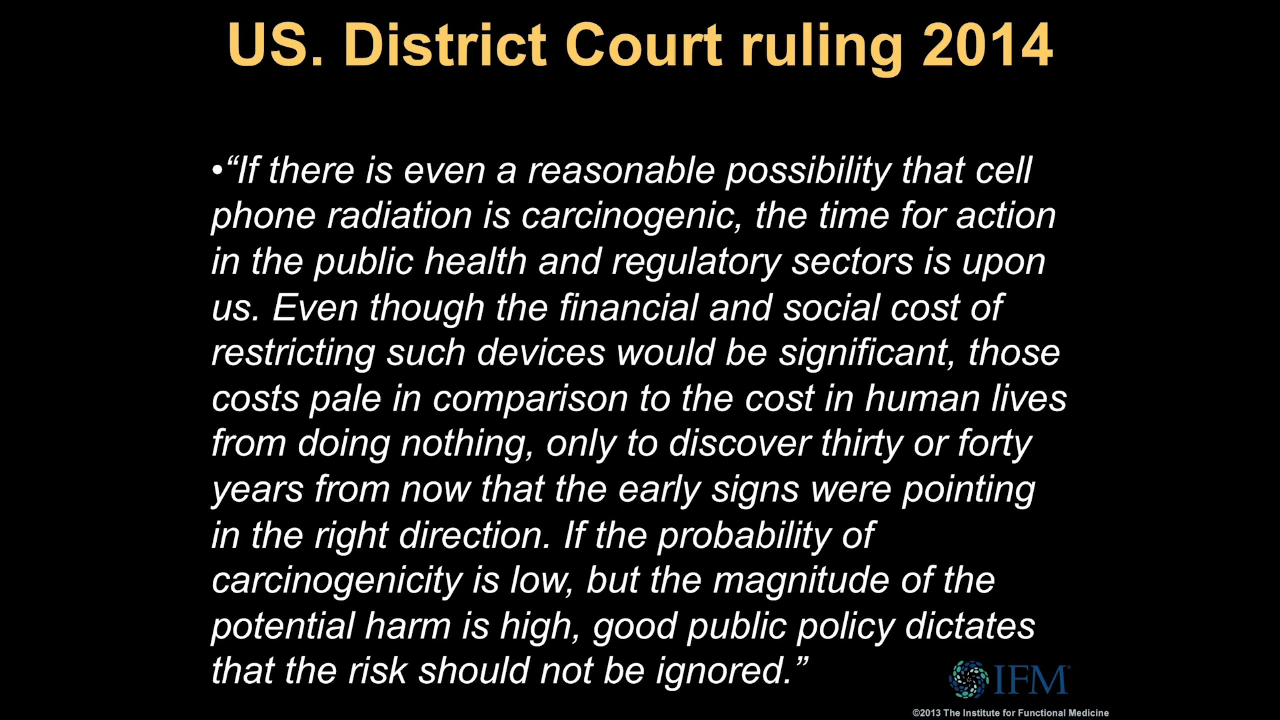 US. District Court ruling 2014
•“If there is even a reasonable possibility that cell
phone radiation is carcinogenic, the time for action
in the public health and regulatory sectors is upon
us. Even though the financial and social cost of
restricting such devices would be significant, those
costs pale in comparison to the cost in human lives
from doing nothing, only to discover thirty or forty
years from now that the early signs were pointing
in the right direction. If the probability of
carcinogenicity is low, but the magnitude of the
potential harm is high, good public policy dictates
that the risk should not be ignored.”
IFM
©2013 The Institute for Functional Medicine